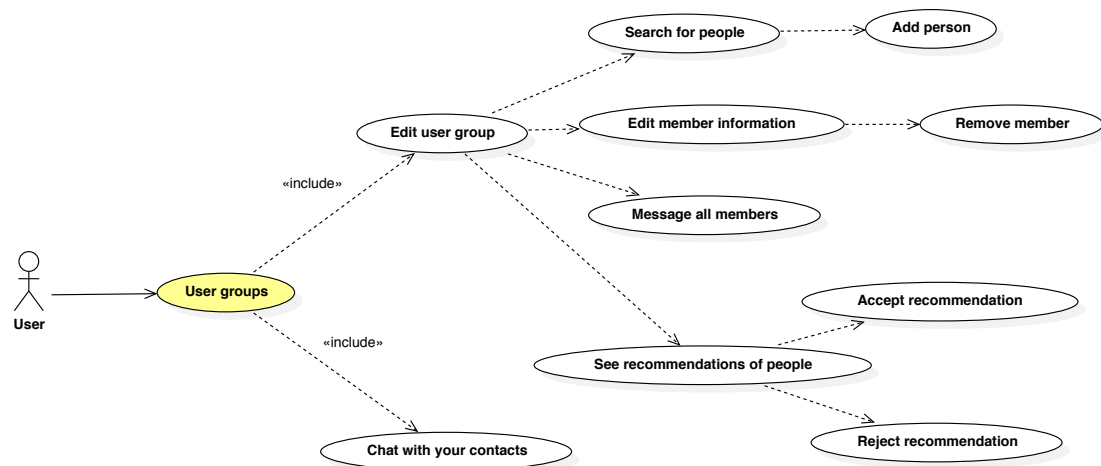 Search for people
Add person
Edit user group
Edit member information
Remove member
«include»
Message all members
User groups
User
Accept recommendation
«include»
See recommendations of people
Reject recommendation
Chat with your contacts